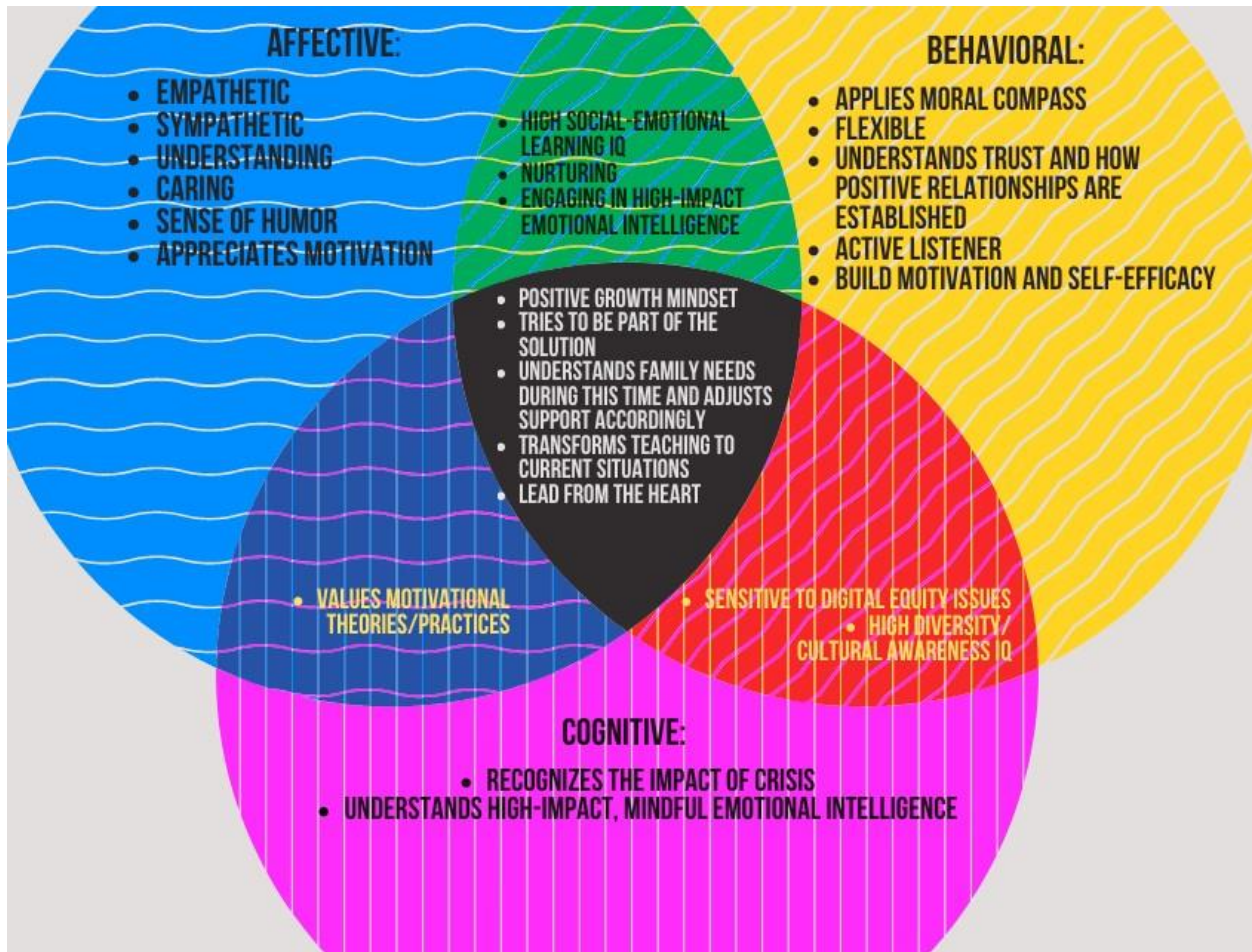 AFFECTIVE:
• EMPATHETIC
• SYMPATHETIC
• UNDERSTANDING
• CARING
• SENSE OF HUMOR
• APPRECIATES MOTIVATION
• HIGH SOCIAL-EMOTIONAL
LEARNING IQ
• NURTURING
• ENGAGING IN HIGH-IMPACT
EMOTIONAL INTELLIGENCE
BEHAVIORAL:
• APPLIES MORAL COMPASS
• FLEXIBLE
• UNDERSTANDS TRUST AND HOW
POSITIVE RELATIONSHIPS ARE
ESTABLISHED
• ACTIVE LISTENER
• BUILD MOTIVATION AND SELF-EFFICACY
• POSITIVE GROWTH MINDSET
• TRIES TO BE PART OF THE
SOLUTION
• UNDERSTANDS FAMILY NEEDS
DURING THIS TIME AND ADJUSTS
SUPPORT ACCORDINGLY
• TRANSFORMS TEACHING TO
CURRENT SITUATIONS
• LEAD FROM THE HEART
• VALUES MOTIVATIONAL
THEORIES/PRACTICES
• SENSITIVE TO DIGITAL EQUITY ISSUES
• HIGH DIVERSITY/
CULTURAL AWARENESS IQ
COGNITIVE:
• RECOGNIZES THE IMPACT OF CRISIS
• UNDERSTANDS HIGH-IMPACT, MINDFUL EMOTIONAL INTELLIGENCE